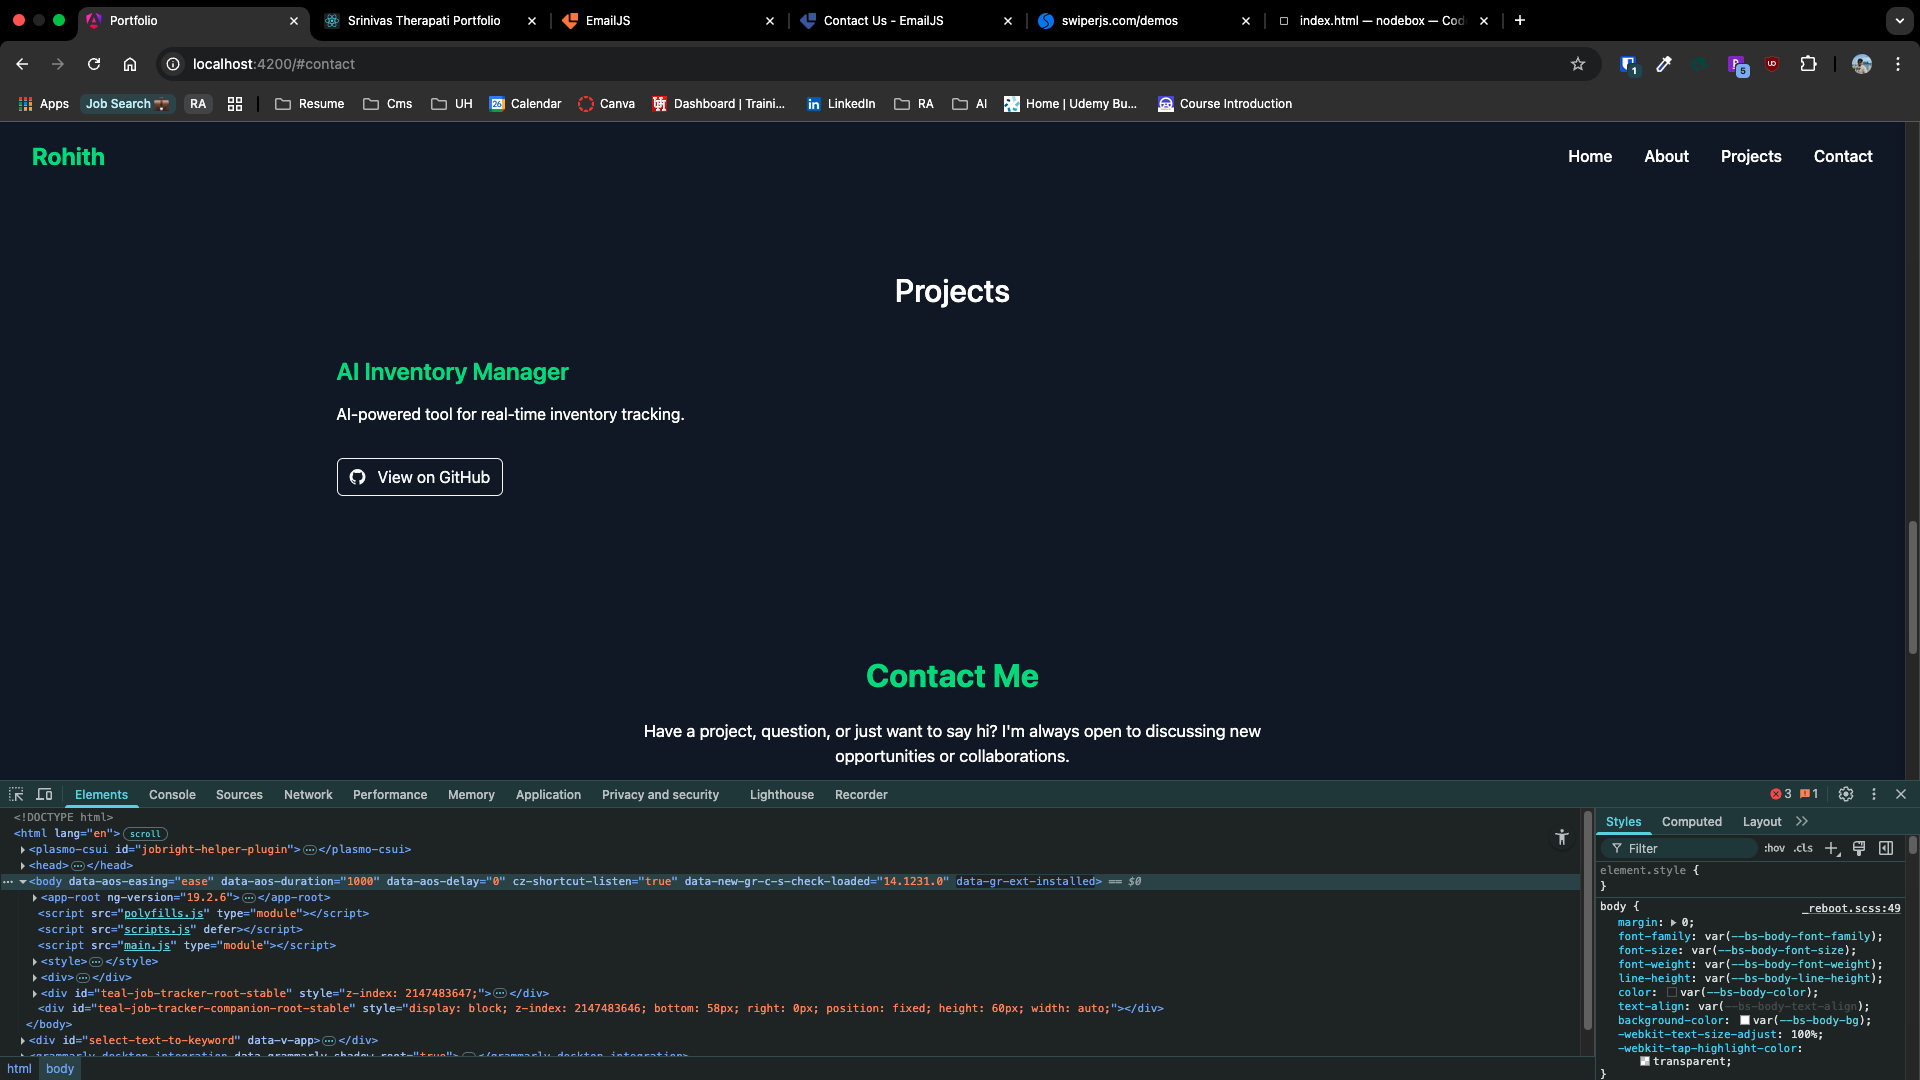 Portfolio
Srinivas Therapati Portfolio
EmailJS
Contact Us - EmailJS
swiperjs.com/demos
index.html — nodebox — Cod
localhost:4200/#contact
1
5
Apps
Job Search
RA
Resume
Cms
UH
Calendar
Canva
Dashboard | Traini...
LinkedIn
RA
AI
Home | Udemy Bu...
Course Introduction
Rohith
Home
About
Projects
Contact
Projects
AI Inventory Manager
AI-powered tool for real-time inventory tracking.
View on GitHub
Contact Me
Have a project, question, or just want to say hi? I'm always open to discussing new
opportunities or collaborations.
Elements
Console
Sources
Network
Performance
Memory
Application
Privacy and security
Lighthouse
Recorder
3
1
<!DOCTYPE html>
<html lang="en"> scroll
<plasmo-csui id="jobright-helper-plugin"> … </plasmo-csui>
<head> … </head>
<body data-aos-easing="ease" data-aos-duration="1000" data-aos-delay="0" cz-shortcut-listen="true" data-new-gr-c-s-check-loaded="14.1231.0" data-gr-ext-installed> == $0
<app-root ng-version="19.2.6"> … </app-root>
<script src="polyfills.js" type="module"></script>
<script src="scripts.js" defer></script>
<script src="main.js" type="module"></script>
<style> … </style>
<div> … </div>
<div id="teal-job-tracker-root-stable" style="z-index: 2147483647;"> … </div>
<div id="teal-job-tracker-companion-root-stable" style="display: block; z-index: 2147483646; bottom: 58px; right: 0px; position: fixed; height: 60px; width: auto;"></div>
</body>
<div id="select-text-to-keyword" data-v-app> … </div>
<grammarly-desktop-integration data-grammarly-shadow-root="true"> … </grammarly-desktop-integration>
html
body
Styles
Computed
Layout
Filter
:hov
.cls
element.style {
}
body {
_reboot.scss:49
margin: 0;
font-family: var(--bs-body-font-family);
font-size: var(--bs-body-font-size);
font-weight: var(--bs-body-font-weight);
line-height: var(--bs-body-line-height);
color: var(--bs-body-color);
text-align: var(--bs-body-text-align);
background-color: var(--bs-body-bg);
-webkit-text-size-adjust: 100%;
-webkit-tap-highlight-color:
transparent;
}